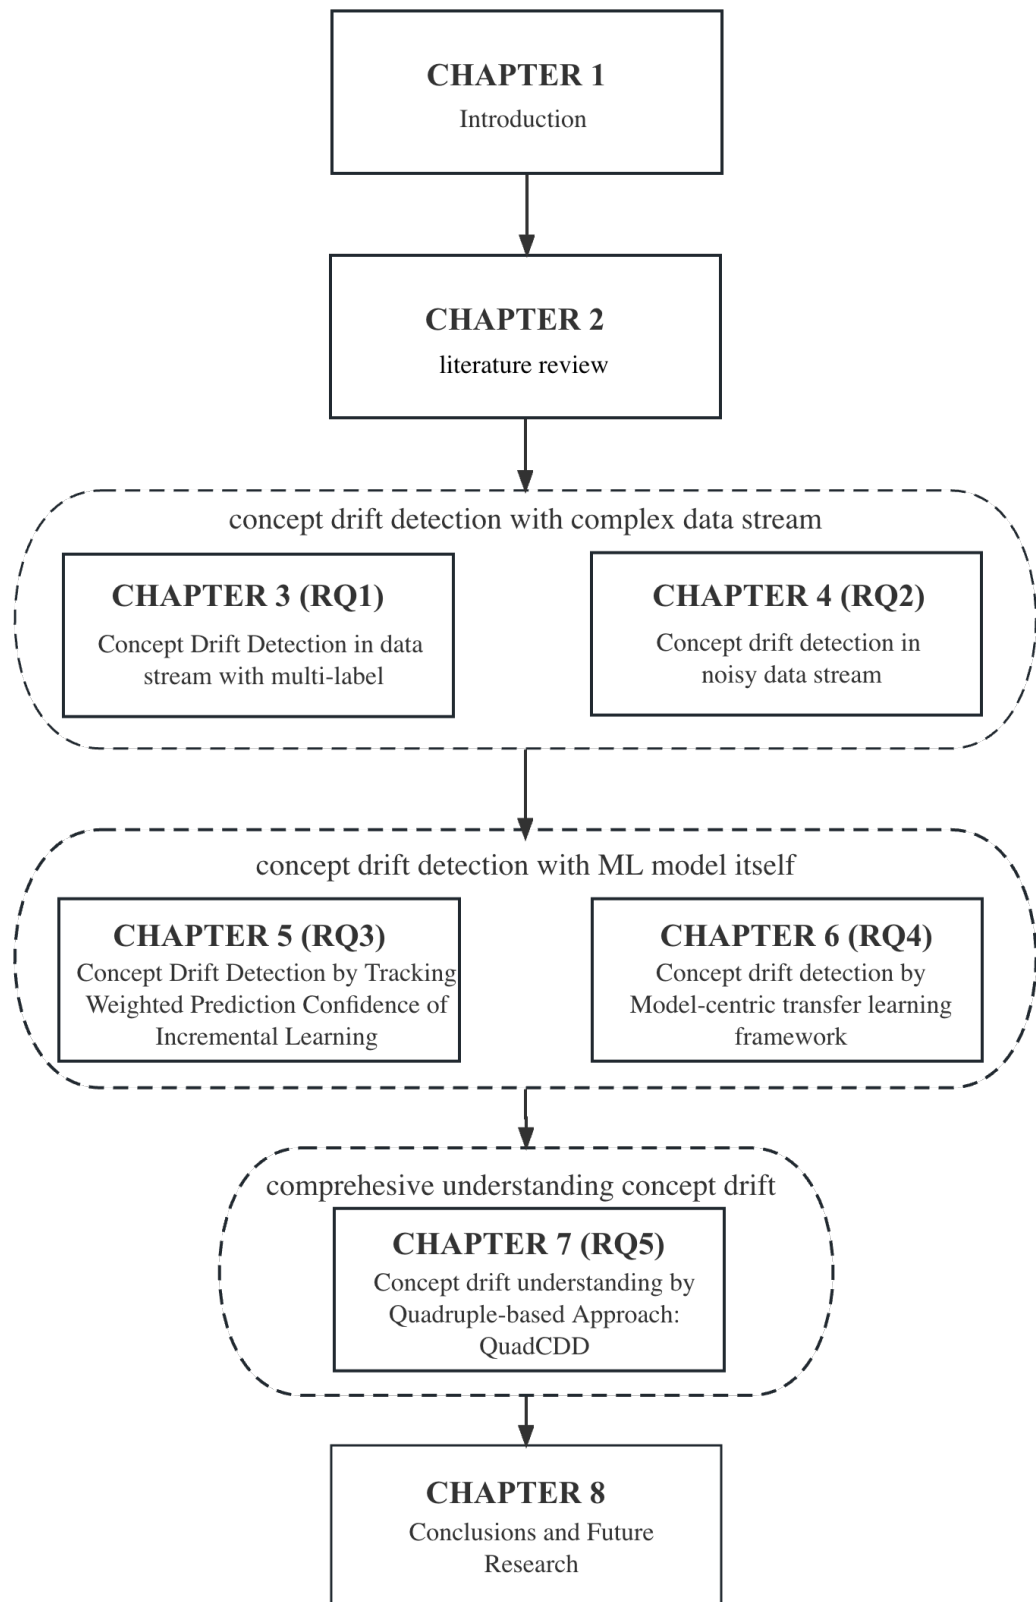 CHAPTER 1
Introduction
CHAPTER 2
literature review
concept drift detection with complex data stream
CHAPTER 3 (RQ1)
Concept Drift Detection in data
stream with multi-label
CHAPTER 4 (RQ2)
Concept drift detection in
noisy data stream
concept drift detection with ML model itself
CHAPTER 5 (RQ3)
Concept Drift Detection by Tracking
Weighted Prediction Confidence of
Incremental Learning
CHAPTER 6 (RQ4)
Concept drift detection by
Model-centric transfer learning
framework
comprehesive understanding concept drift
CHAPTER 7 (RQ5)
Concept drift understanding by
Quadruple-based Approach:
QuadCDD
CHAPTER 8
Conclusions and Future
Research